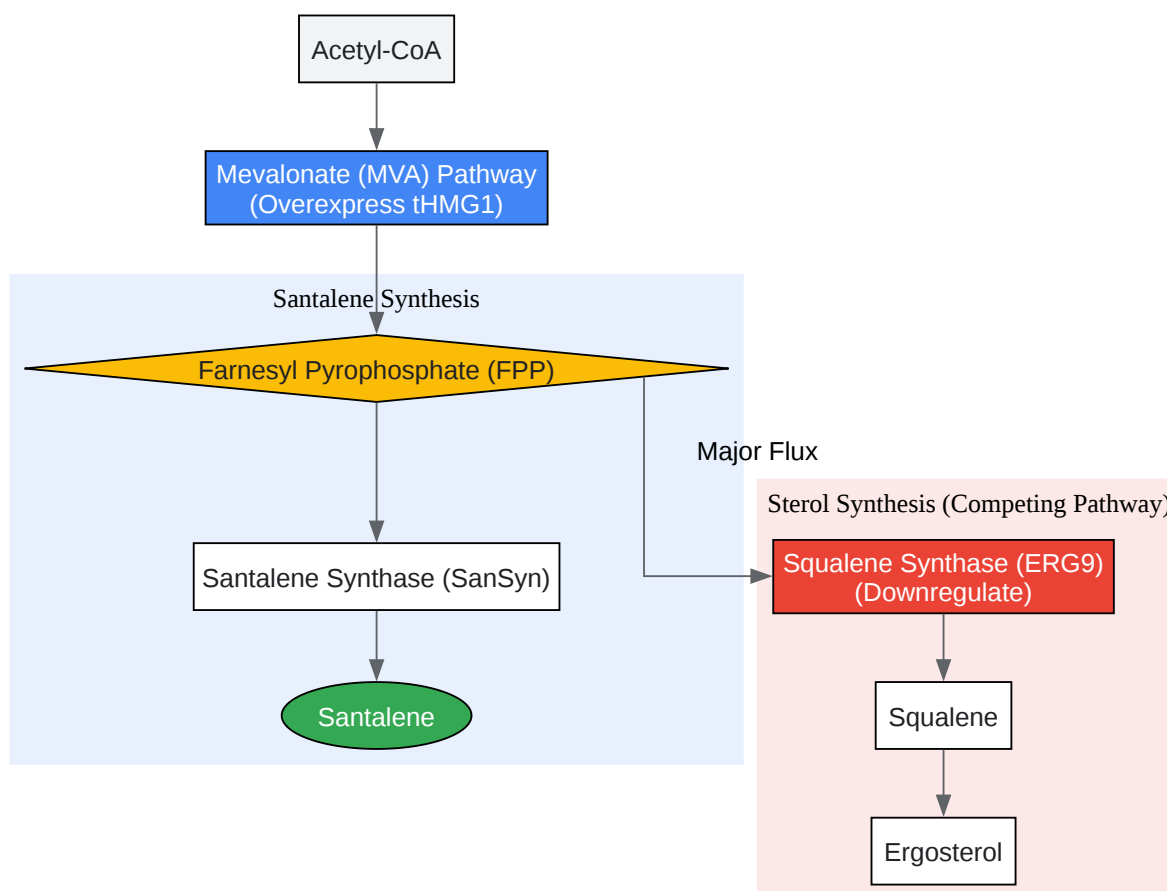 Acetyl-CoA
Mevalonate (MVA) Pathway
(Overexpress tHMG1)
Santalene Synthesis
Farnesyl Pyrophosphate (FPP)
Major Flux
Sterol Synthesis (Competing Pathway)
Santalene Synthase (SanSyn)
Squalene Synthase (ERG9)
(Downregulate)
Santalene
Squalene
Ergosterol